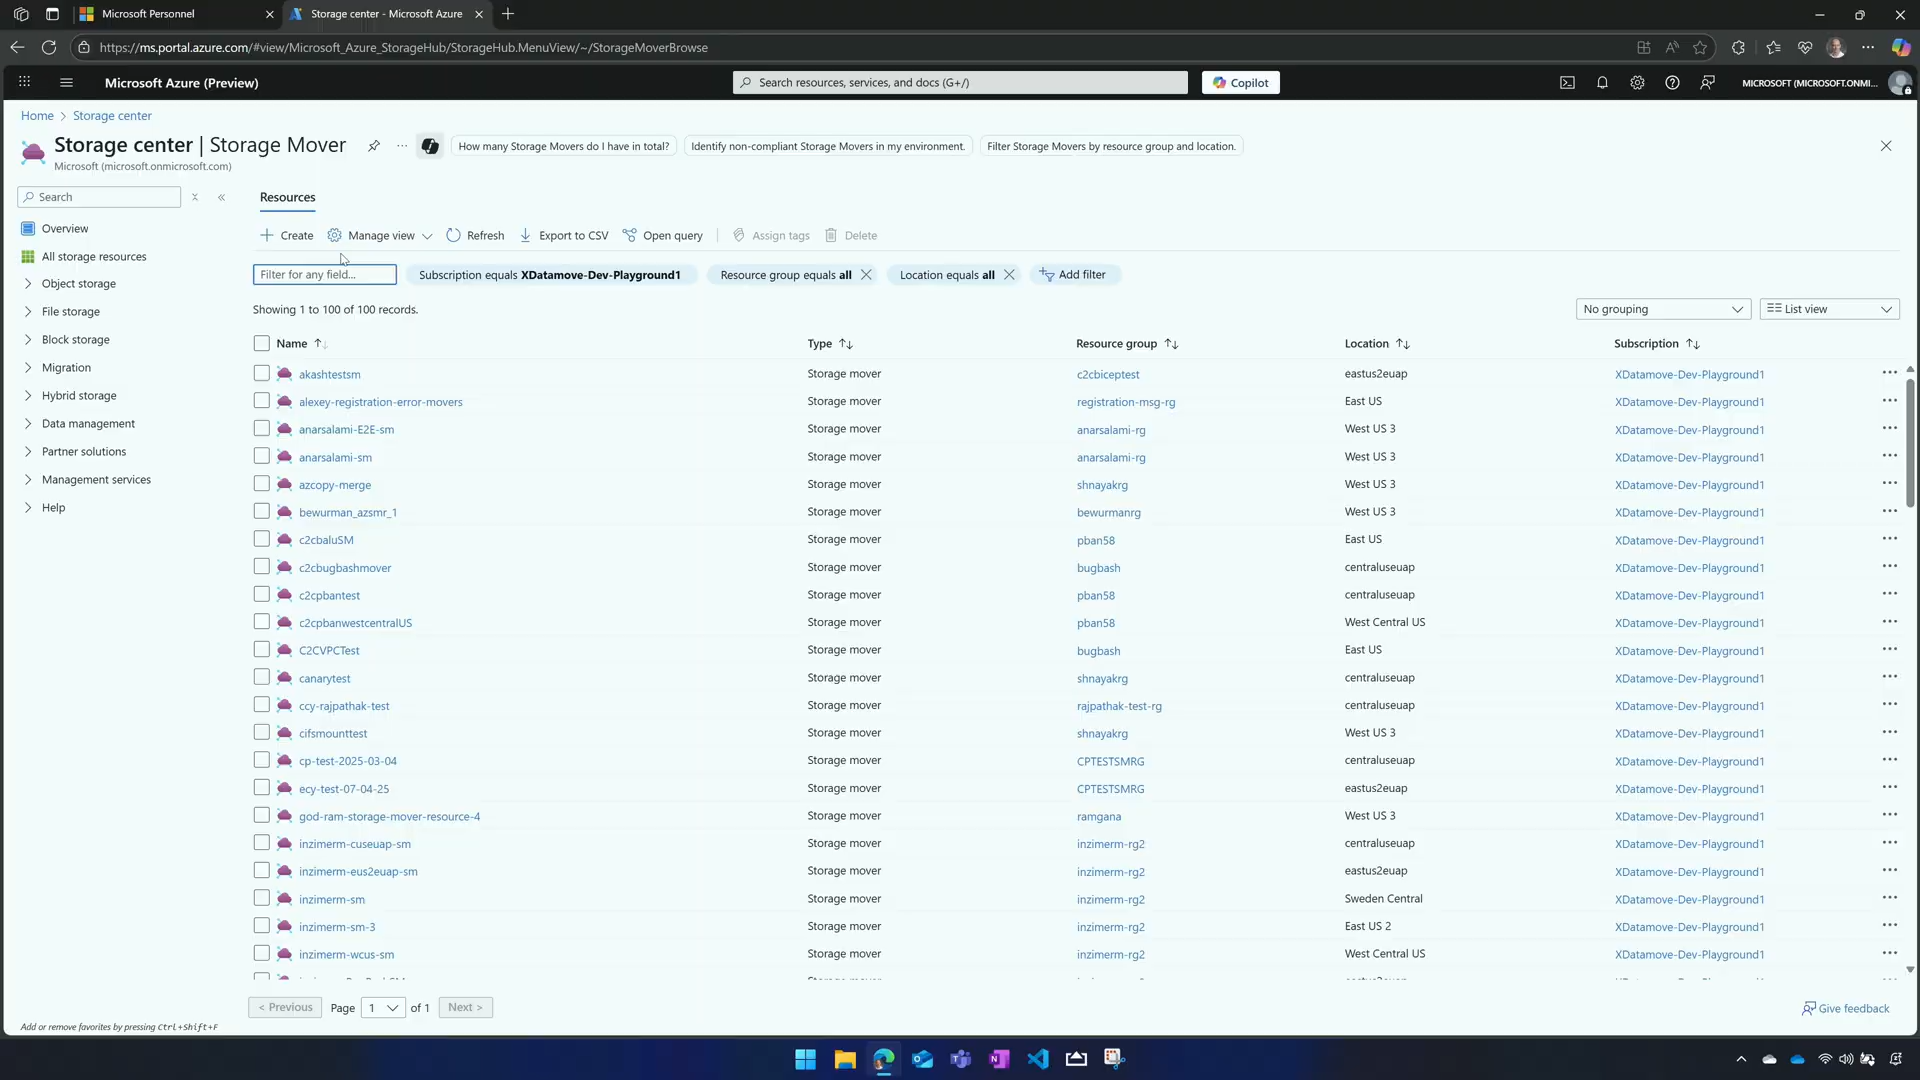 Microsoft Personnel
Storage center - Microsoft Azure
https://ms.portal.azure.com/#view/Microsoft_Azure_StorageHub/StorageHub.MenuView/~/StorageMoverBrowse
Microsoft Azure (Preview)
Search resources, services, and docs (G+/)
Copilot
MICROSOFT (MICROSOFT.ONMI...
Home > Storage center
Storage center | Storage Mover
How many Storage Movers do I have in total?
Identify non-compliant Storage Movers in my environment.
Filter Storage Movers by resource group and location.
Microsoft (microsoft.onmicrosoft.com)
Search
Overview
All storage resources
Object storage
File storage
Block storage
Migration
Hybrid storage
Data management
Partner solutions
Management services
Help
Resources
Create Manage view Refresh Export to CSV Open query Assign tags Delete
Filter for any field... Subscription equals XDatamove-Dev-Playground1 Resource group equals all Location equals all Add filter
Showing 1 to 100 of 100 records.
No grouping List view
Name Type Resource group Location Subscription
akashtestsm Storage mover c2cbiceptest eastus2euap XDatamove-Dev-Playground1
alexey-registration-error-movers Storage mover registration-msg-rg East US XDatamove-Dev-Playground1
anarsalami-E2E-sm Storage mover anarsalami-rg West US 3 XDatamove-Dev-Playground1
anarsalami-sm Storage mover anarsalami-rg West US 3 XDatamove-Dev-Playground1
azcopy-merge Storage mover shnayakrg West US 3 XDatamove-Dev-Playground1
bewurman_azsmr_1 Storage mover bewurmanrg West US 3 XDatamove-Dev-Playground1
c2cbaluSM Storage mover pban58 East US XDatamove-Dev-Playground1
c2cbugbashmover Storage mover bugbash centraluseuap XDatamove-Dev-Playground1
c2cpbantest Storage mover pban58 centraluseuap XDatamove-Dev-Playground1
c2cpbanwestcentralUS Storage mover pban58 West Central US XDatamove-Dev-Playground1
C2CVPCTest Storage mover bugbash East US XDatamove-Dev-Playground1
canarytest Storage mover shnayakrg centraluseuap XDatamove-Dev-Playground1
ccy-rajpathak-test Storage mover rajpathak-test-rg centraluseuap XDatamove-Dev-Playground1
cifsmounttest Storage mover shnayakrg West US 3 XDatamove-Dev-Playground1
cp-test-2025-03-04 Storage mover CPTESTSMRG centraluseuap XDatamove-Dev-Playground1
ecy-test-07-04-25 Storage mover CPTESTSMRG eastus2euap XDatamove-Dev-Playground1
god-ram-storage-mover-resource-4 Storage mover ramgana West US 3 XDatamove-Dev-Playground1
inzimerm-cuseuap-sm Storage mover inzimerm-rg2 centraluseuap XDatamove-Dev-Playground1
inzimerm-eus2euap-sm Storage mover inzimerm-rg2 eastus2euap XDatamove-Dev-Playground1
inzimerm-sm Storage mover inzimerm-rg2 Sweden Central XDatamove-Dev-Playground1
inzimerm-sm-3 Storage mover inzimerm-rg2 East US 2 XDatamove-Dev-Playground1
inzimerm-wcus-sm Storage mover inzimerm-rg2 West Central US XDatamove-Dev-Playground1
< Previous Page 1 of 1 Next >
Give feedback
Add or remove favorites by pressing Ctrl+Shift+F